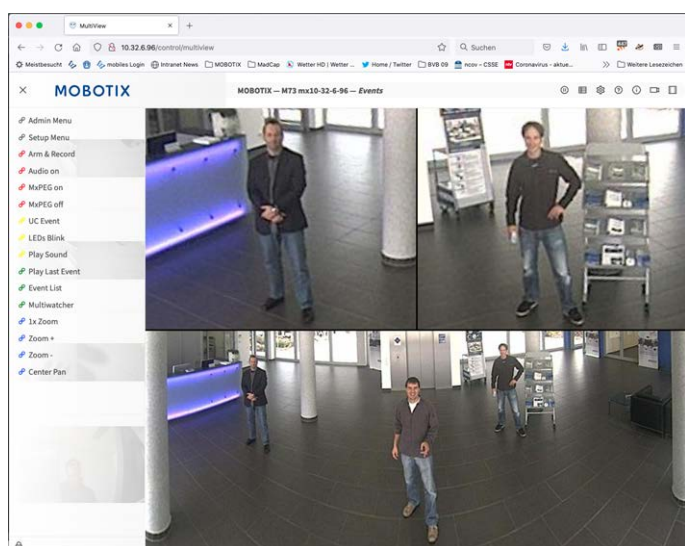 MultiView
10.32.6.96/control/multiview
Suchen
Meistbesucht
mobiles Login
Intranet News
MOBOTIX
MadCap
Wetter HD | Wetter ...
Home / Twitter
BVB 09
ncov – CSSE
Coronavirus - aktue...
Weitere Lesezeichen
MOBOTIX
MOBOTIX — M73 mx10-32-6-96 — Events
Admin Menu
Setup Menu
Arm & Record
Audio on
MxPEG on
MxPEG off
UC Event
LEDs Blink
Play Sound
Play Last Event
Event List
Multiwatcher
1x Zoom
Zoom +
Zoom -
Center Pan